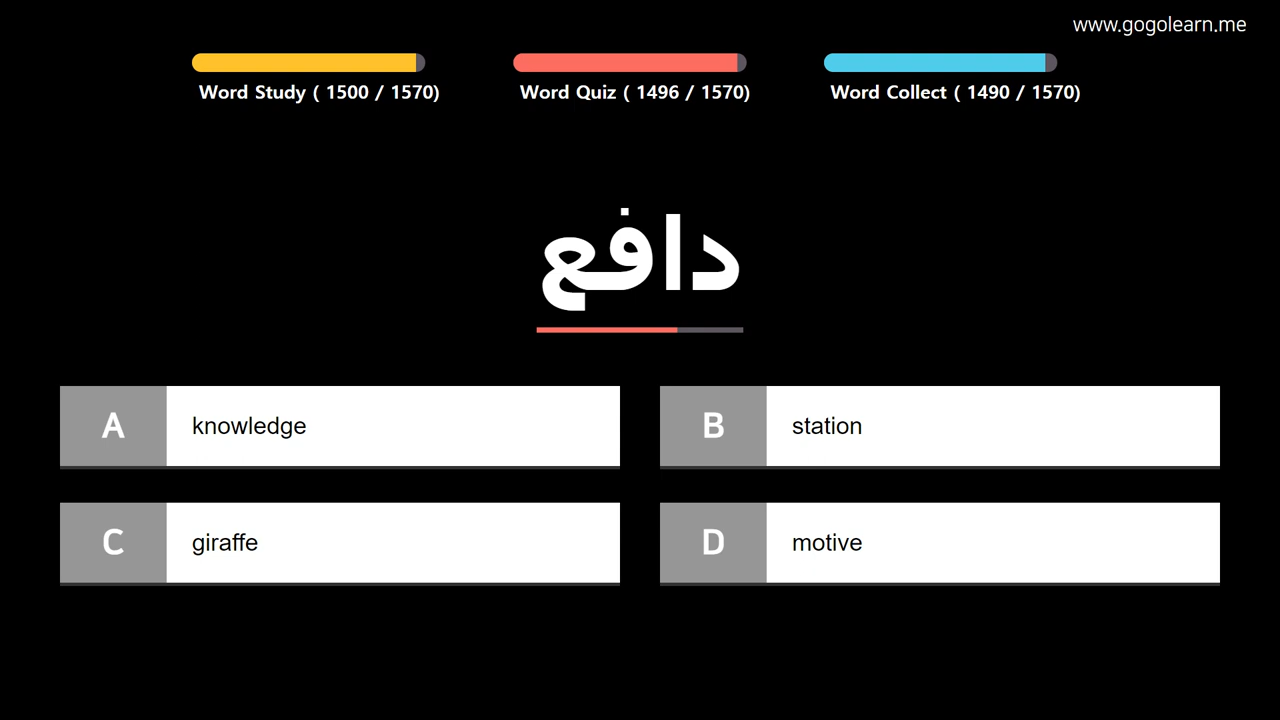 www.gogolearn.me
Word Study ( 1500 / 1570)
Word Quiz ( 1496 / 1570)
Word Collect ( 1490 / 1570)
دافع
A knowledge
B station
C giraffe
D motive